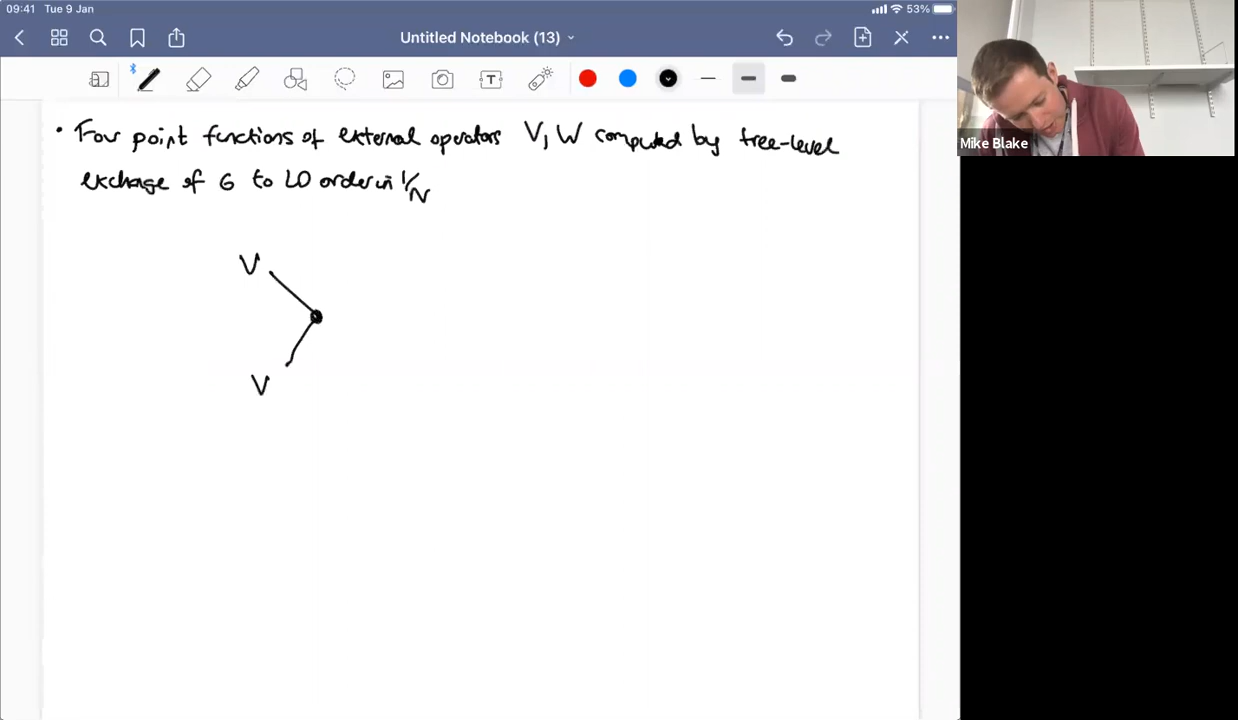 09:41 Tue 9 Jan
53%
Untitled Notebook (13)
Mike Blake
• Four point functions of external operators V, W computed by tree-level
exchange of G to LO order in 1/N
V
V